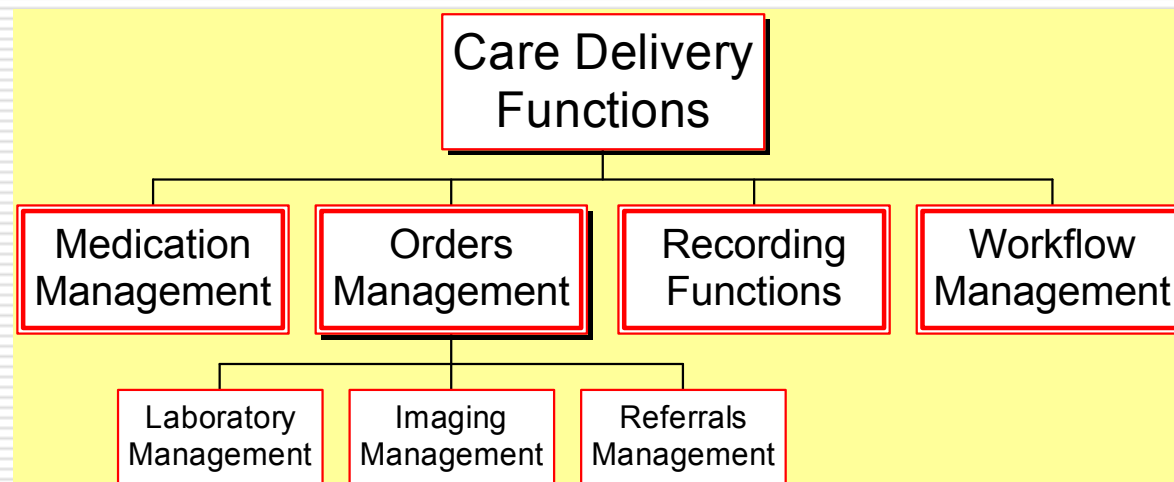 Care Delivery
Functions
Medication
Management
Orders
Management
Recording
Functions
Workflow
Management
Laboratory
Management
Imaging
Management
Referrals
Management